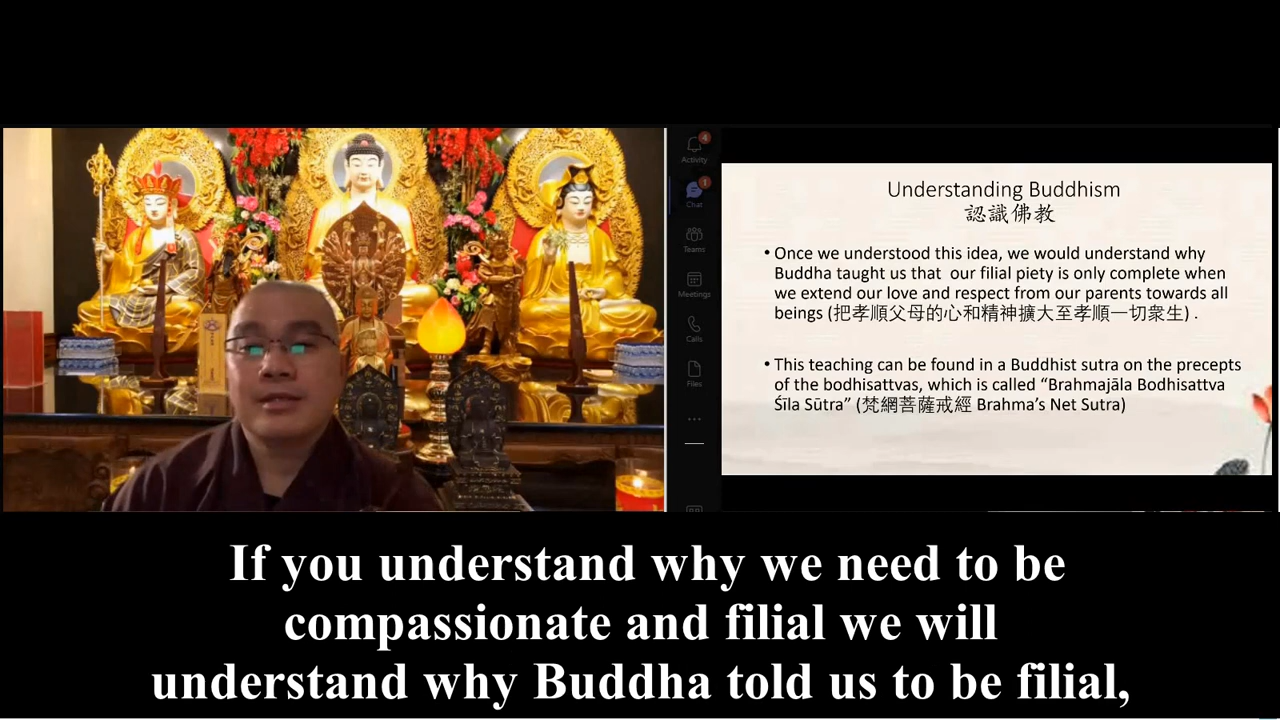 Activity
4
Chat
1
Teams
Meetings
Calls
Files
Understanding Buddhism
認識佛教
• Once we understood this idea, we would understand why
Buddha taught us that our filial piety is only complete when
we extend our love and respect from our parents towards all
beings (把孝順父母的心和精神擴大至孝順一切衆生) .
• This teaching can be found in a Buddhist sutra on the precepts
of the bodhisattvas, which is called “Brahmajāla Bodhisattva
Śīla Sūtra” (梵網菩薩戒經 Brahma’s Net Sutra)
If you understand why we need to be
compassionate and filial we will
understand why Buddha told us to be filial,